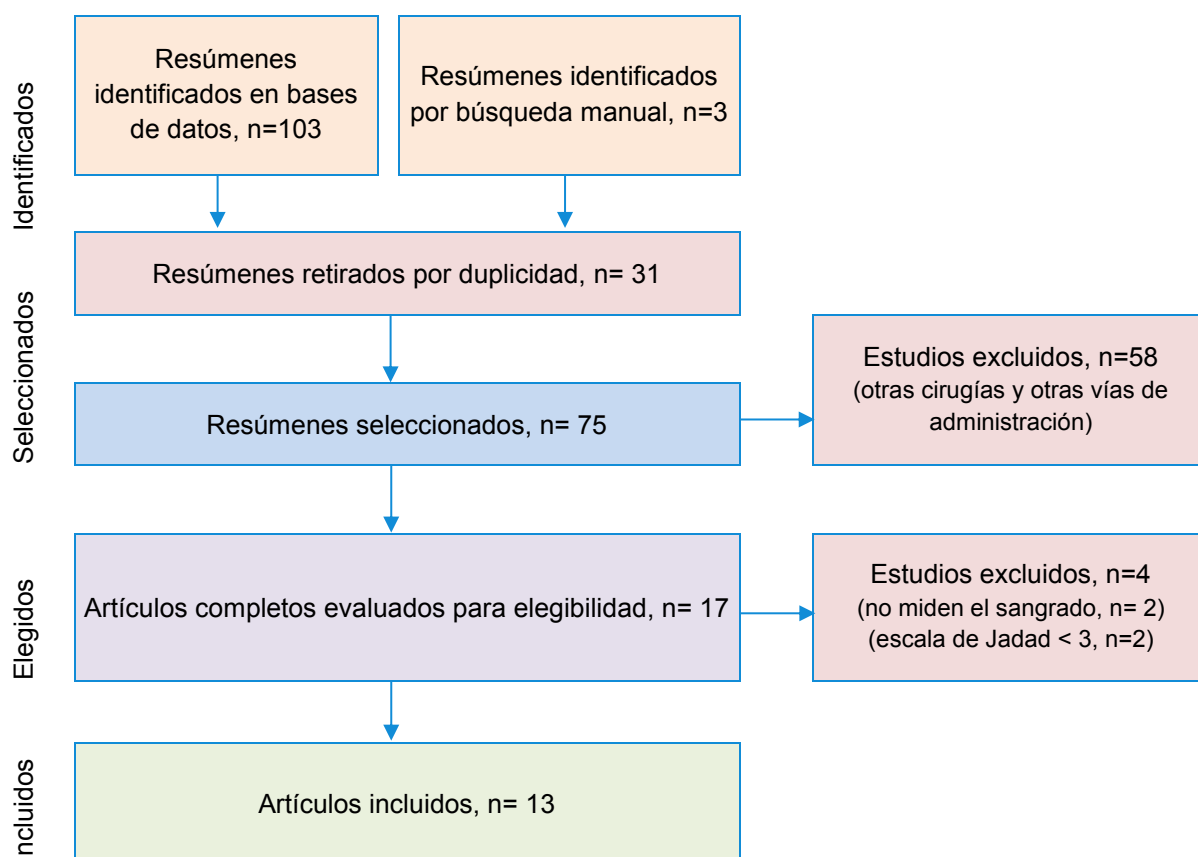 Identificados
Resúmenes
identificados en bases
de datos, n=103
Resúmenes identificados
por búsqueda manual, n=3
Resúmenes retirados por duplicidad, n= 31
Seleccionados
Resúmenes seleccionados, n= 75
Estudios excluidos, n=58
(otras cirugías y otras vías de
administración)
Elegidos
Artículos completos evaluados para elegibilidad, n= 17
Estudios excluidos, n=4
(no miden el sangrado, n= 2)
(escala de Jadad < 3, n=2)
ncluidos
Artículos incluidos, n= 13